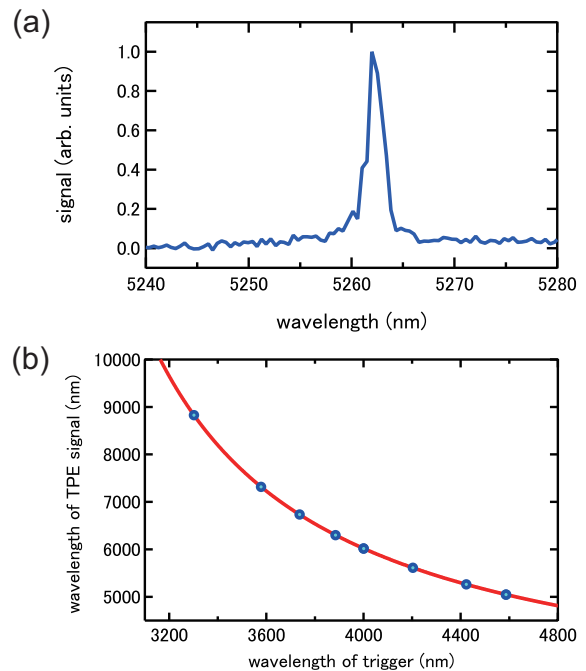 (a)
signal (arb. units)
1.0
0.8
0.6
0.4
0.2
0.0
5240 5250 5260 5270 5280
wavelength (nm)
(b)
wavelength of TPE signal (nm)
10000
9000
8000
7000
6000
5000
3200 3600 4000 4400 4800
wavelength of trigger (nm)